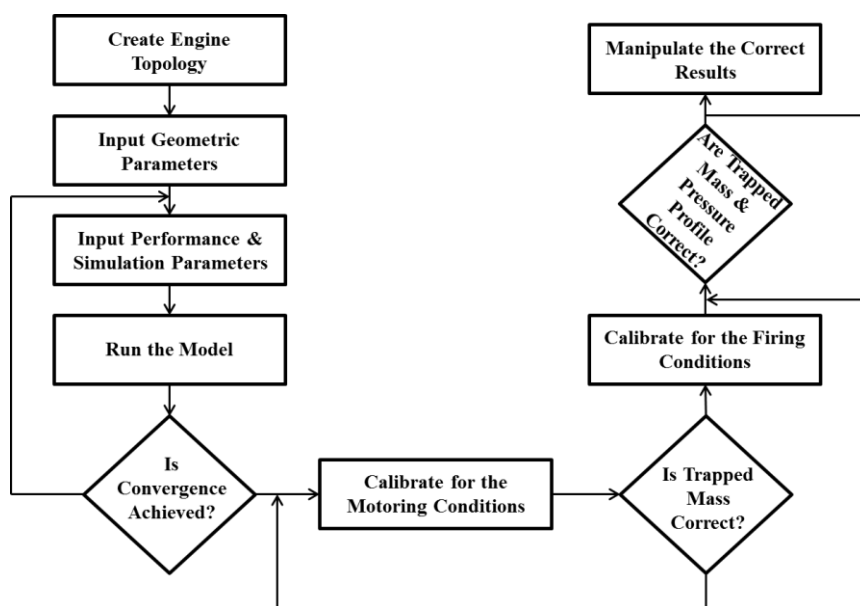 Create Engine
Topology
Input Geometric
Parameters
Input Performance &
Simulation Parameters
Run the Model
Is
Convergence
Achieved?
Calibrate for the
Motoring Conditions
Is Trapped
Mass
Correct?
Calibrate for the Firing
Conditions
Are Trapped
Mass &
Pressure
Profile
Correct?
Manipulate the Correct
Results